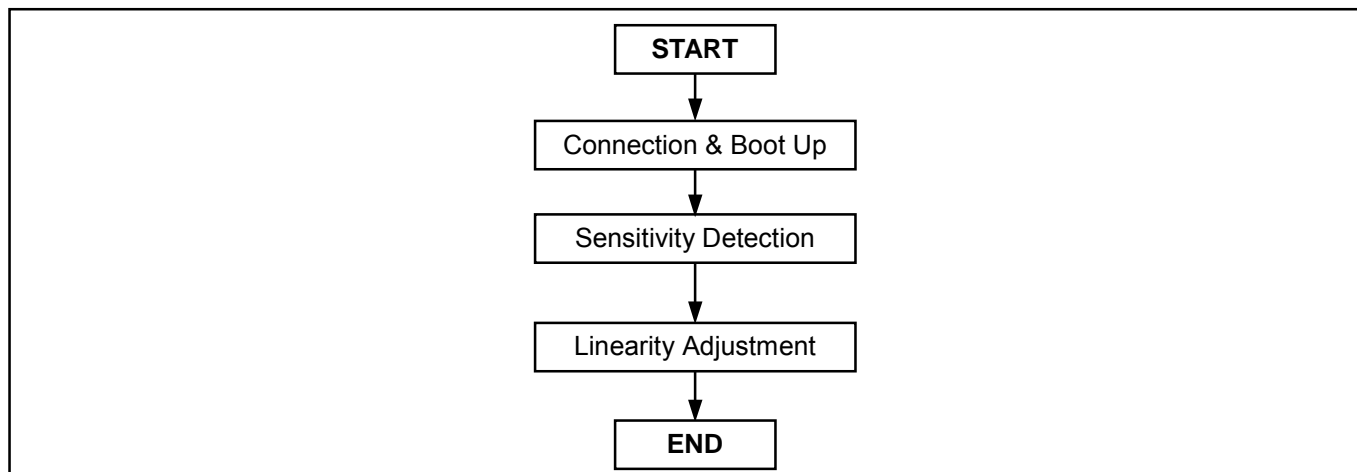 START
Connection & Boot Up
Sensitivity Detection
Linearity Adjustment
END